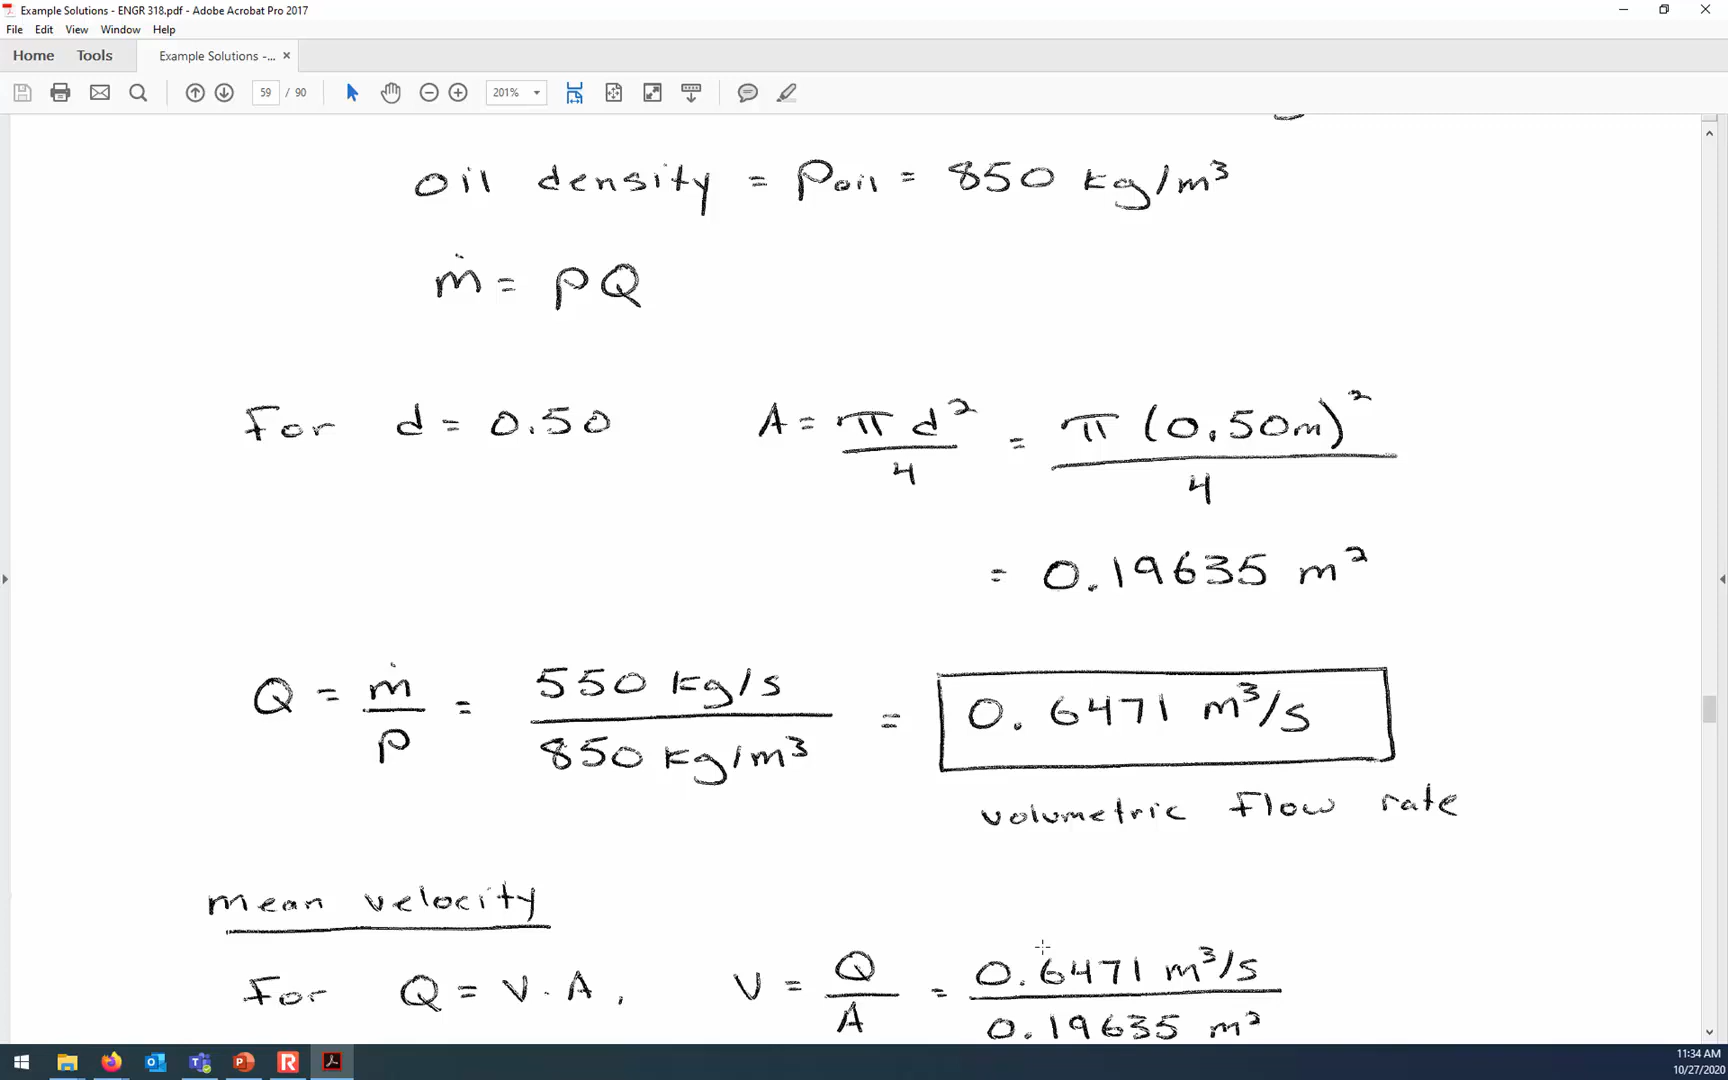 Example Solutions - ENGR 318.pdf - Adobe Acrobat Pro 2017
File Edit View Window Help
Home Tools Example Solutions -... ×
59 / 90 201%
oil density = ρoil = 850 kg/m³
ṁ = ρQ
For d = 0.50 A = π d² / 4 = π (0.50m)² / 4
= 0.19635 m²
Q = ṁ / ρ = 550 kg/s / 850 kg/m³ = 0.6471 m³/s
volumetric flow rate
mean velocity
For Q = V · A, V = Q / A = 0.6471 m³/s / 0.19635 m²
11:34 AM
10/27/2020